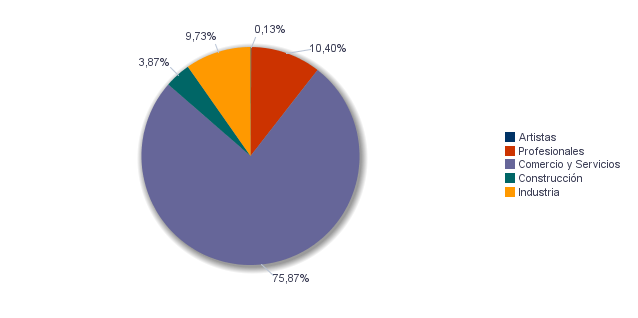 0,13%
9,73%
10,40%
3,87%
75,87%
Artistas
Profesionales
Comercio y Servicios
Construcción
Industria